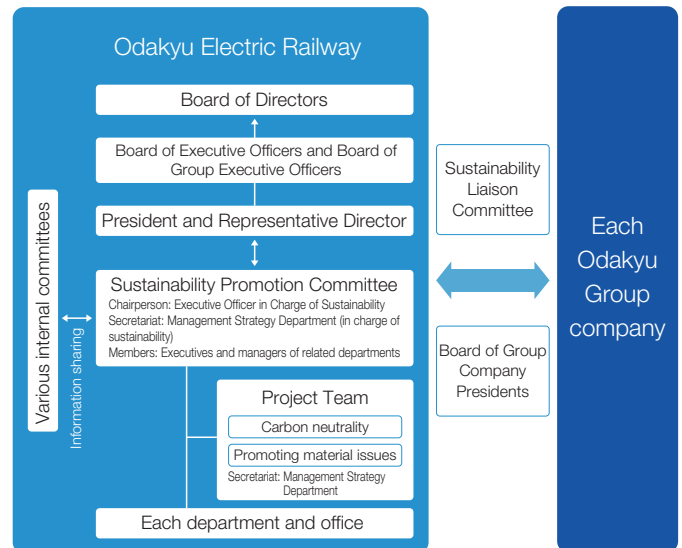 Odakyu Electric Railway
Board of Directors
Board of Executive Officers and Board of
Group Executive Officers
President and Representative Director
Various internal committees
Information sharing
Sustainability Promotion Committee
Chairperson: Executive Officer in Charge of Sustainability
Secretariat: Management Strategy Department (in charge of
sustainability)
Members: Executives and managers of related departments
Project Team
Carbon neutrality
Promoting material issues
Secretariat: Management Strategy
Department
Each department and office
Sustainability
Liaison
Committee
Board of Group
Company
Presidents
Each
Odakyu
Group
company